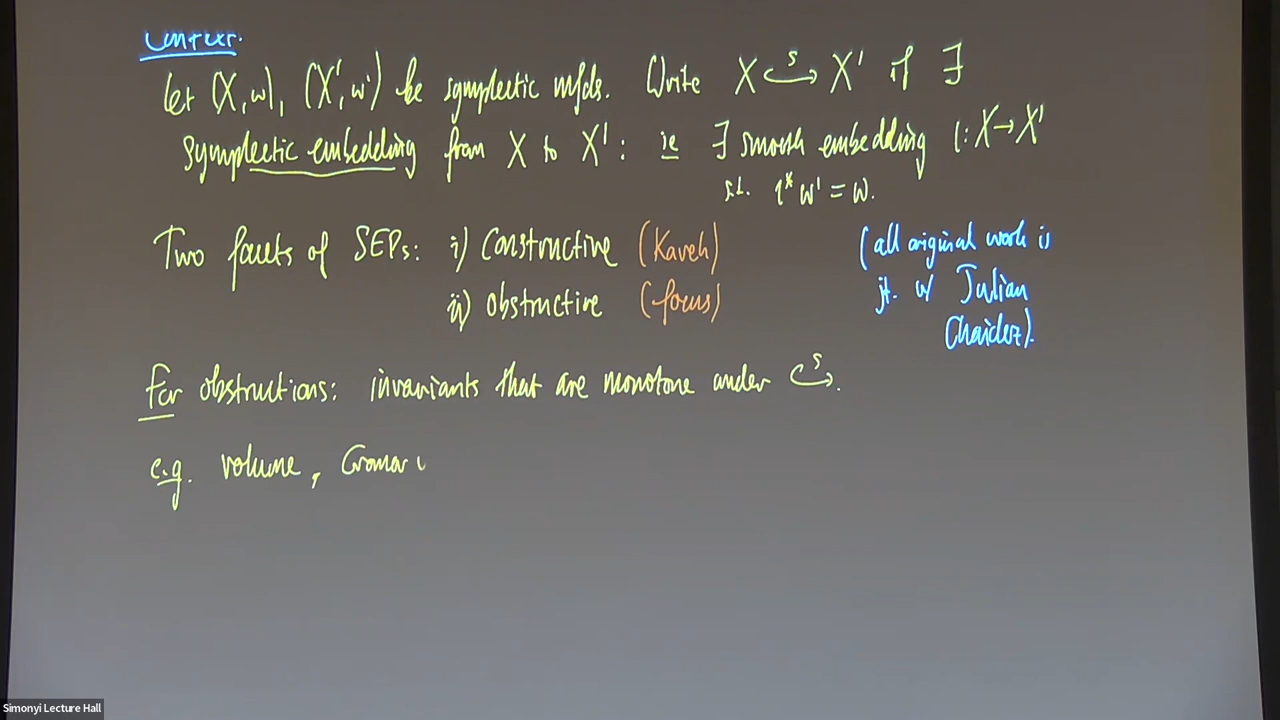 Context.
Let (X, ω), (X', ω') be symplectic mfds. Write X ↪ˢ X' if ∃
symplectic embedding from X to X' : ie ∃ smooth embedding ι: X→X'
s.t. ι*ω' = ω.
Two facets of SEPs: i) Constructive (Kaveh)
ii) Obstructive (focus)
(all original work is
jt. w/ Julian
Chaidez).
For obstructions: invariants that are monotone under ↪ˢ.
e.g. volume, Gromov
Simonyi Lecture Hall